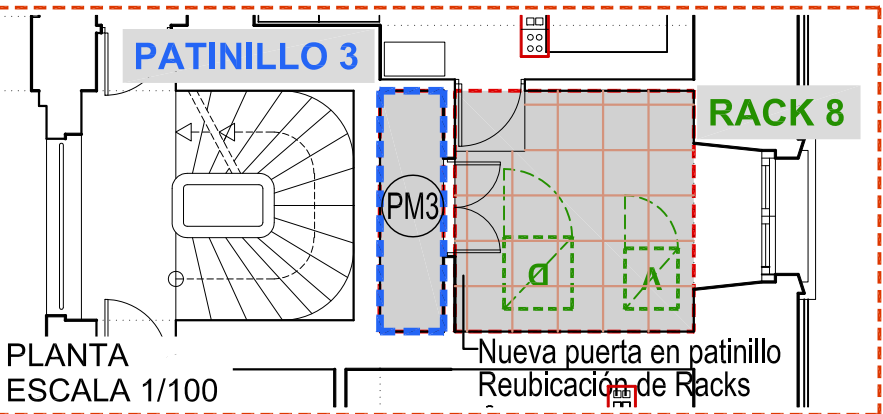 PATINILLO 3
RACK 8
PM3
D
V
PLANTA
ESCALA 1/100
Nueva puerta en patinillo
Reubicación de Racks